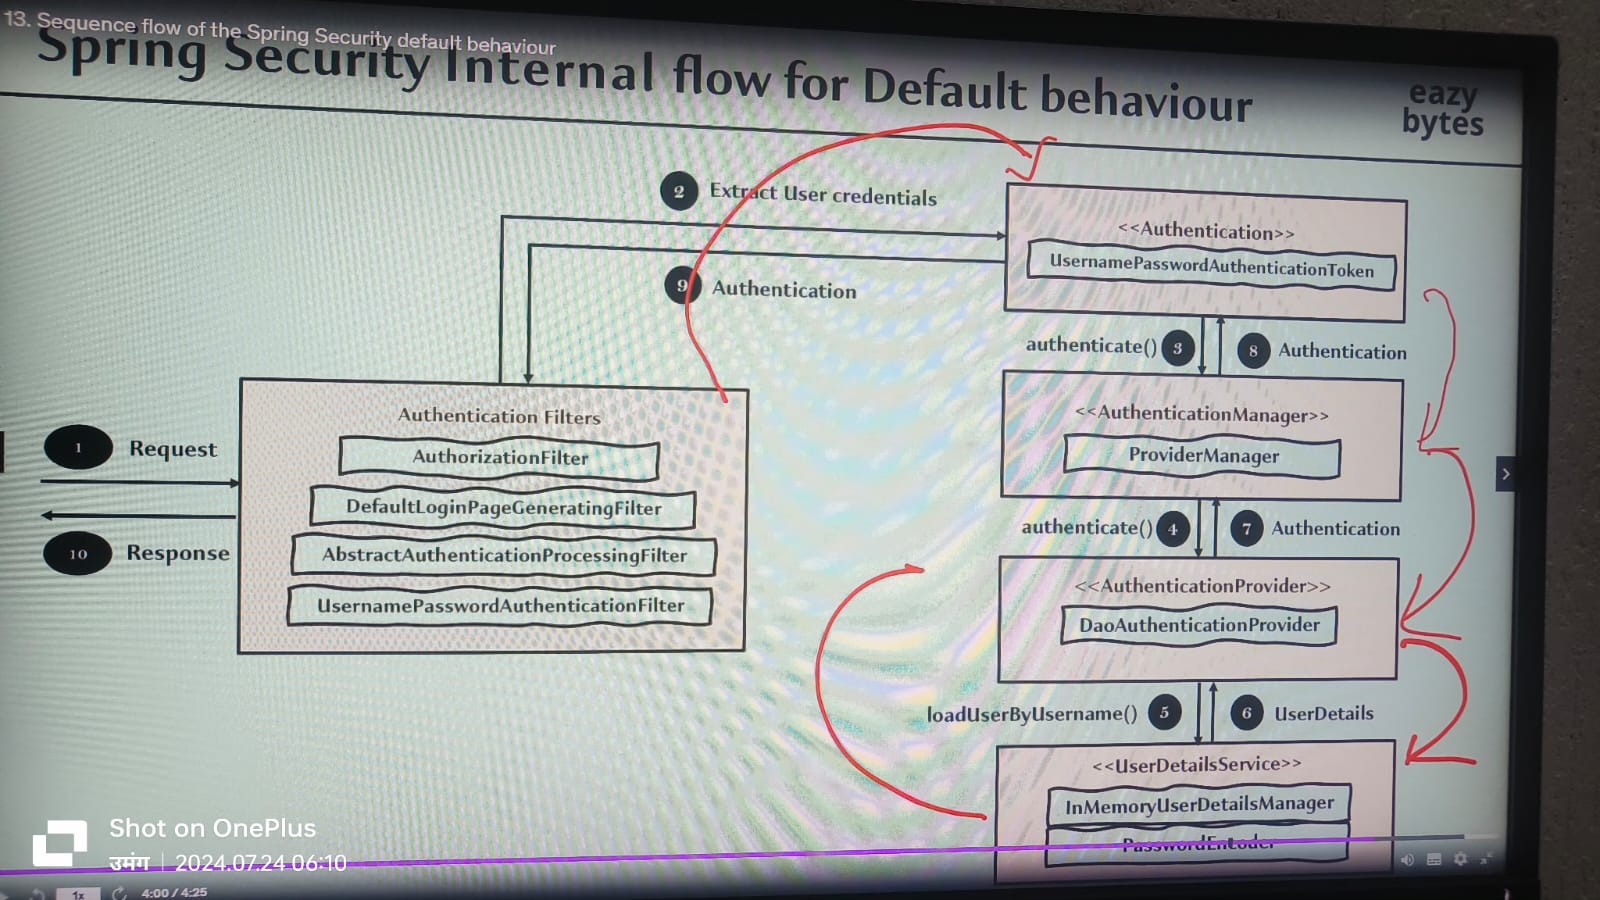 13. Sequence flow of the Spring Security default behaviour
Spring Security Internal flow for Default behaviour
eazy
bytes
2 Extract User credentials
9 Authentication
<<Authentication>>
UsernamePasswordAuthenticationToken
authenticate() 3
8 Authentication
<<AuthenticationManager>>
ProviderManager
authenticate() 4
7 Authentication
<<AuthenticationProvider>>
DaoAuthenticationProvider
loadUserByUsername() 5
6 UserDetails
<<UserDetailsService>>
InMemoryUserDetailsManager
PasswordEncoder
1 Request
10 Response
Authentication Filters
AuthorizationFilter
DefaultLoginPageGeneratingFilter
AbstractAuthenticationProcessingFilter
UsernamePasswordAuthenticationFilter
Shot on OnePlus
उमंग | 2024.07.24 06:10
1x 4:00 / 4:25